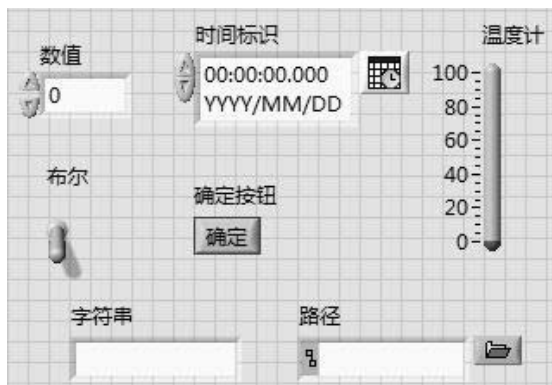 数值
0
时间标识
00:00:00.000
YYYY/MM/DD
温度计
100
80
60
40
20
0
布尔
确定按钮
确定
字符串
路径